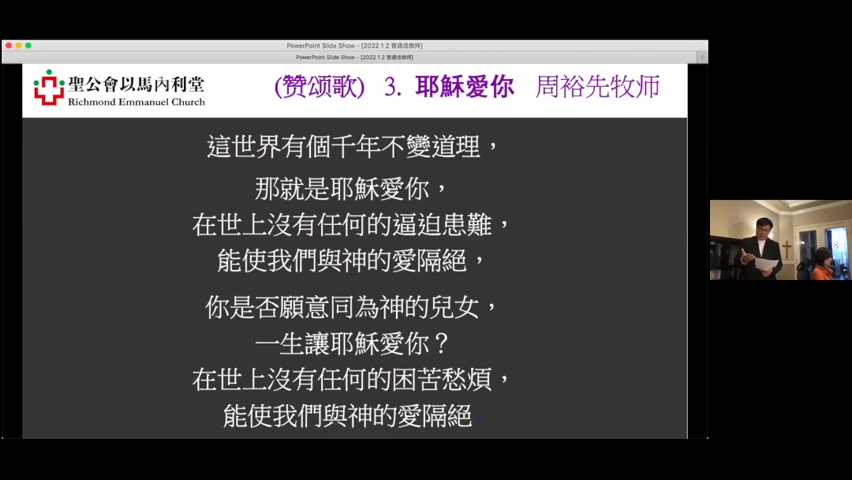 PowerPoint Slide Show - [2022 1 2 普通话崇拜]
PowerPoint Slide Show - [2022 1 2 普通话崇拜]
聖公會以馬內利堂
Richmond Emmanuel Church
(赞颂歌) 3. 耶穌愛你 周裕先牧师
這世界有個千年不變道理，
那就是耶穌愛你，
在世上沒有任何的逼迫患難，
能使我們與神的愛隔絕，
你是否願意同為神的兒女，
一生讓耶穌愛你？
在世上沒有任何的困苦愁煩，
能使我們與神的愛隔絕.